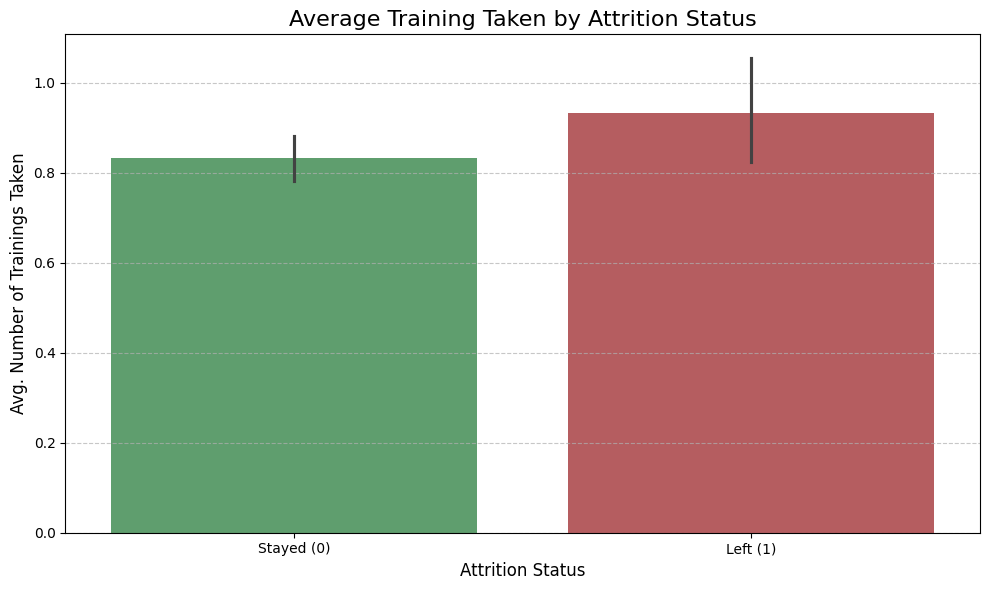 Average Training Taken by Attrition Status
Avg. Number of Trainings Taken
1.0
0.8
0.6
0.4
0.2
0.0
Stayed (0)
Left (1)
Attrition Status